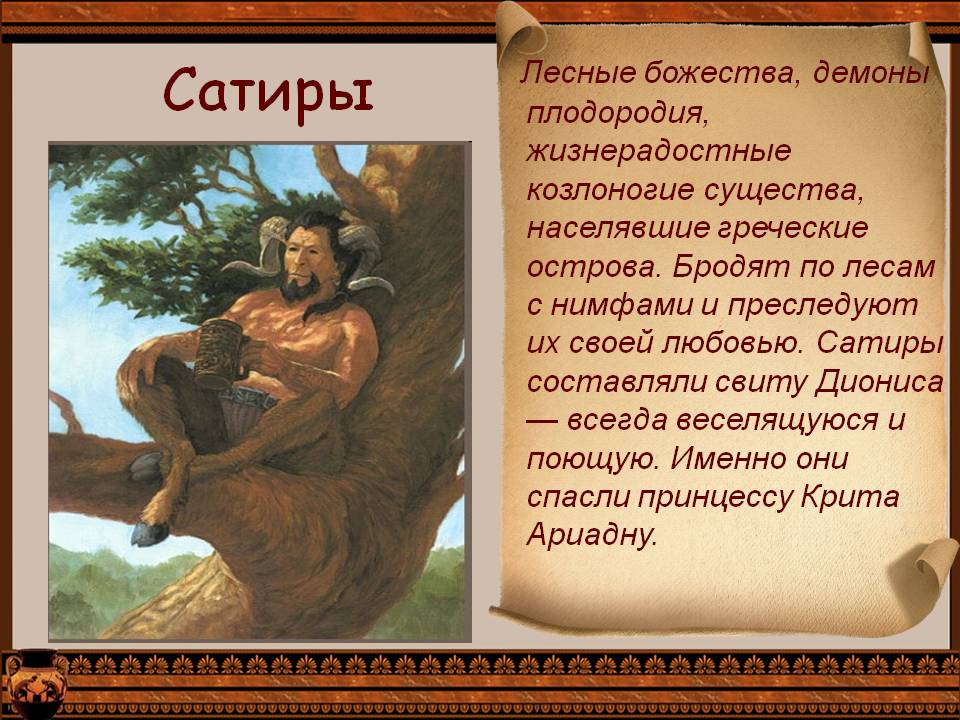 Сатиры
Лесные божества, демоны
плодородия,
жизнерадостные
козлоногие существа,
населявшие греческие
острова. Бродят по лесам
с нимфами и преследуют
их своей любовью. Сатиры
составляли свиту Диониса
— всегда веселящуюся и
поющую. Именно они
спасли принцессу Крита
Ариадну.